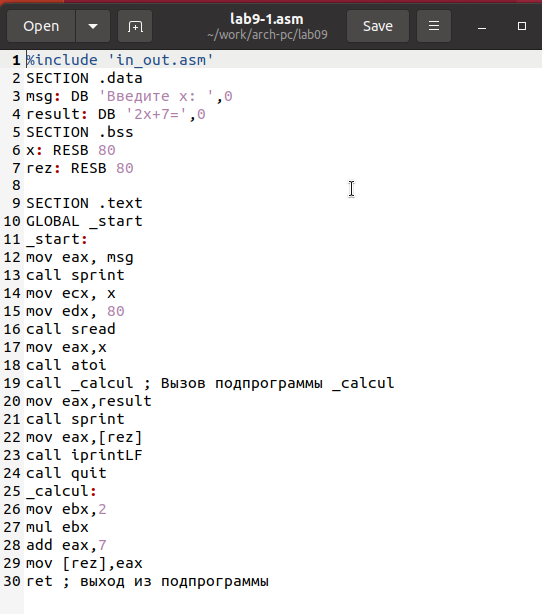 Open
lab9-1.asm
~/work/arch-pc/lab09
Save
1 %include 'in_out.asm'
2 SECTION .data
3 msg: DB 'Введите x: ',0
4 result: DB '2x+7=',0
5 SECTION .bss
6 x: RESB 80
7 rez: RESB 80
8
9 SECTION .text
10 GLOBAL _start
11 _start:
12 mov eax, msg
13 call sprint
14 mov ecx, x
15 mov edx, 80
16 call sread
17 mov eax,x
18 call atoi
19 call _calcul ; Вызов подпрограммы _calcul
20 mov eax,result
21 call sprint
22 mov eax,[rez]
23 call iprintLF
24 call quit
25 _calcul:
26 mov ebx,2
27 mul ebx
28 add eax,7
29 mov [rez],eax
30 ret ; выход из подпрограммы